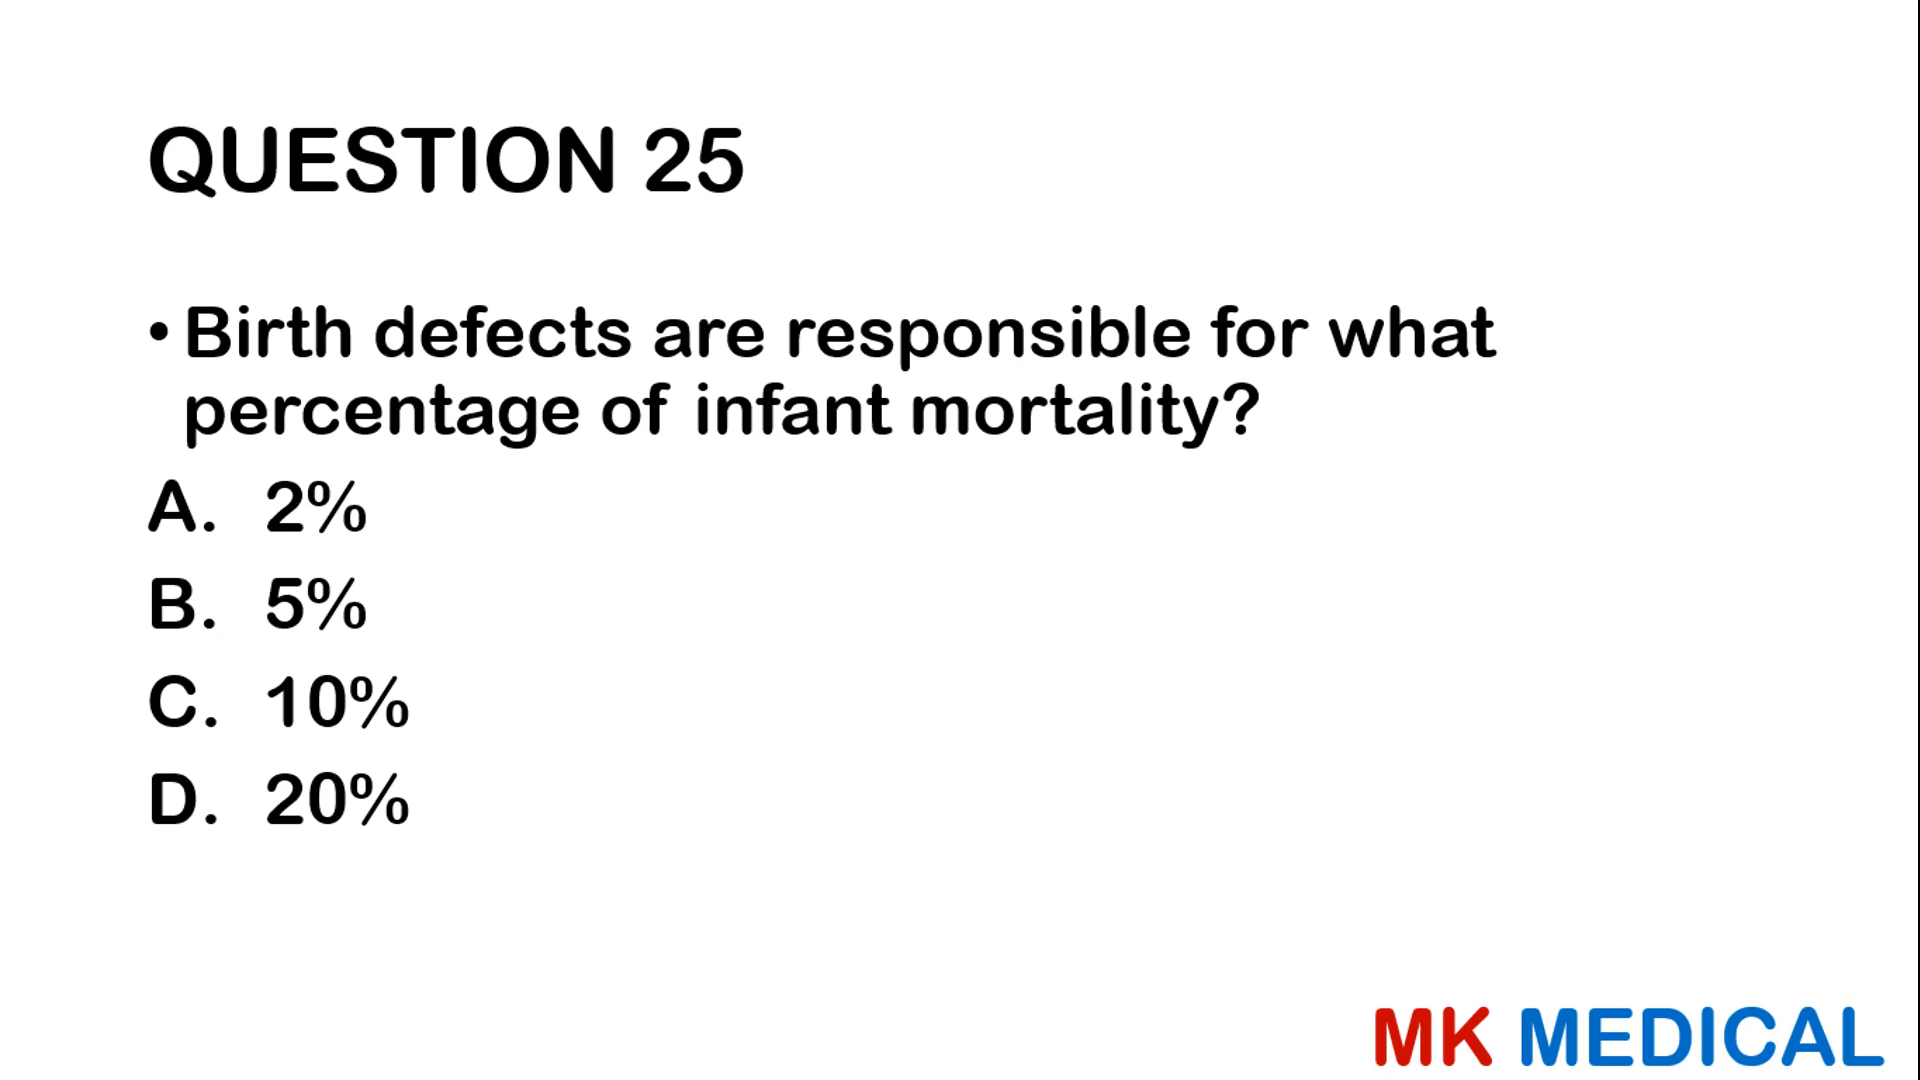 QUESTION 25
• Birth defects are responsible for what
percentage of infant mortality?
A. 2%
B. 5%
C. 10%
D. 20%
MK MEDICAL